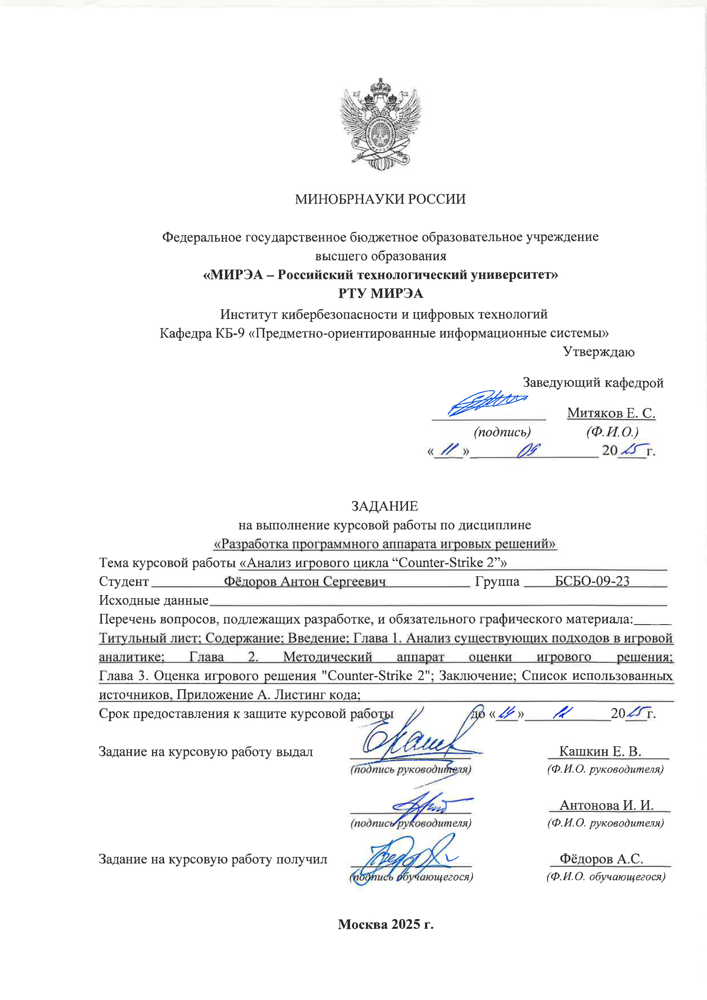 МИНОБРНАУКИ РОССИИ
Федеральное государственное бюджетное образовательное учреждение
высшего образования
«МИРЭА – Российский технологический университет»
РТУ МИРЭА
Институт кибербезопасности и цифровых технологий
Кафедра КБ-9 «Предметно-ориентированные информационные системы»
Утверждаю
Заведующий кафедрой
Митяков Е. С.
(подпись) (Ф.И.О.)
«11» 09 2025 г.
ЗАДАНИЕ
на выполнение курсовой работы по дисциплине
«Разработка программного аппарата игровых решений»
Тема курсовой работы «Анализ игрового цикла “Counter-Strike 2”»
Студент Фёдоров Антон Сергеевич Группа БСБО-09-23
Исходные данные
Перечень вопросов, подлежащих разработке, и обязательного графического материала:
Титульный лист; Содержание; Введение; Глава 1. Анализ существующих подходов в игровой
аналитике; Глава 2. Методический аппарат оценки игрового решения;
Глава 3. Оценка игрового решения "Counter-Strike 2"; Заключение; Список использованных
источников, Приложение А. Листинг кода;
Срок предоставления к защите курсовой работы до « » 12 2025 г.
Задание на курсовую работу выдал Кашкин Е. В.
(подпись руководителя) (Ф.И.О. руководителя)
Антонова И. И.
(подпись руководителя) (Ф.И.О. руководителя)
Задание на курсовую работу получил Фёдоров А.С.
(подпись обучающегося) (Ф.И.О. обучающегося)
Москва 2025 г.